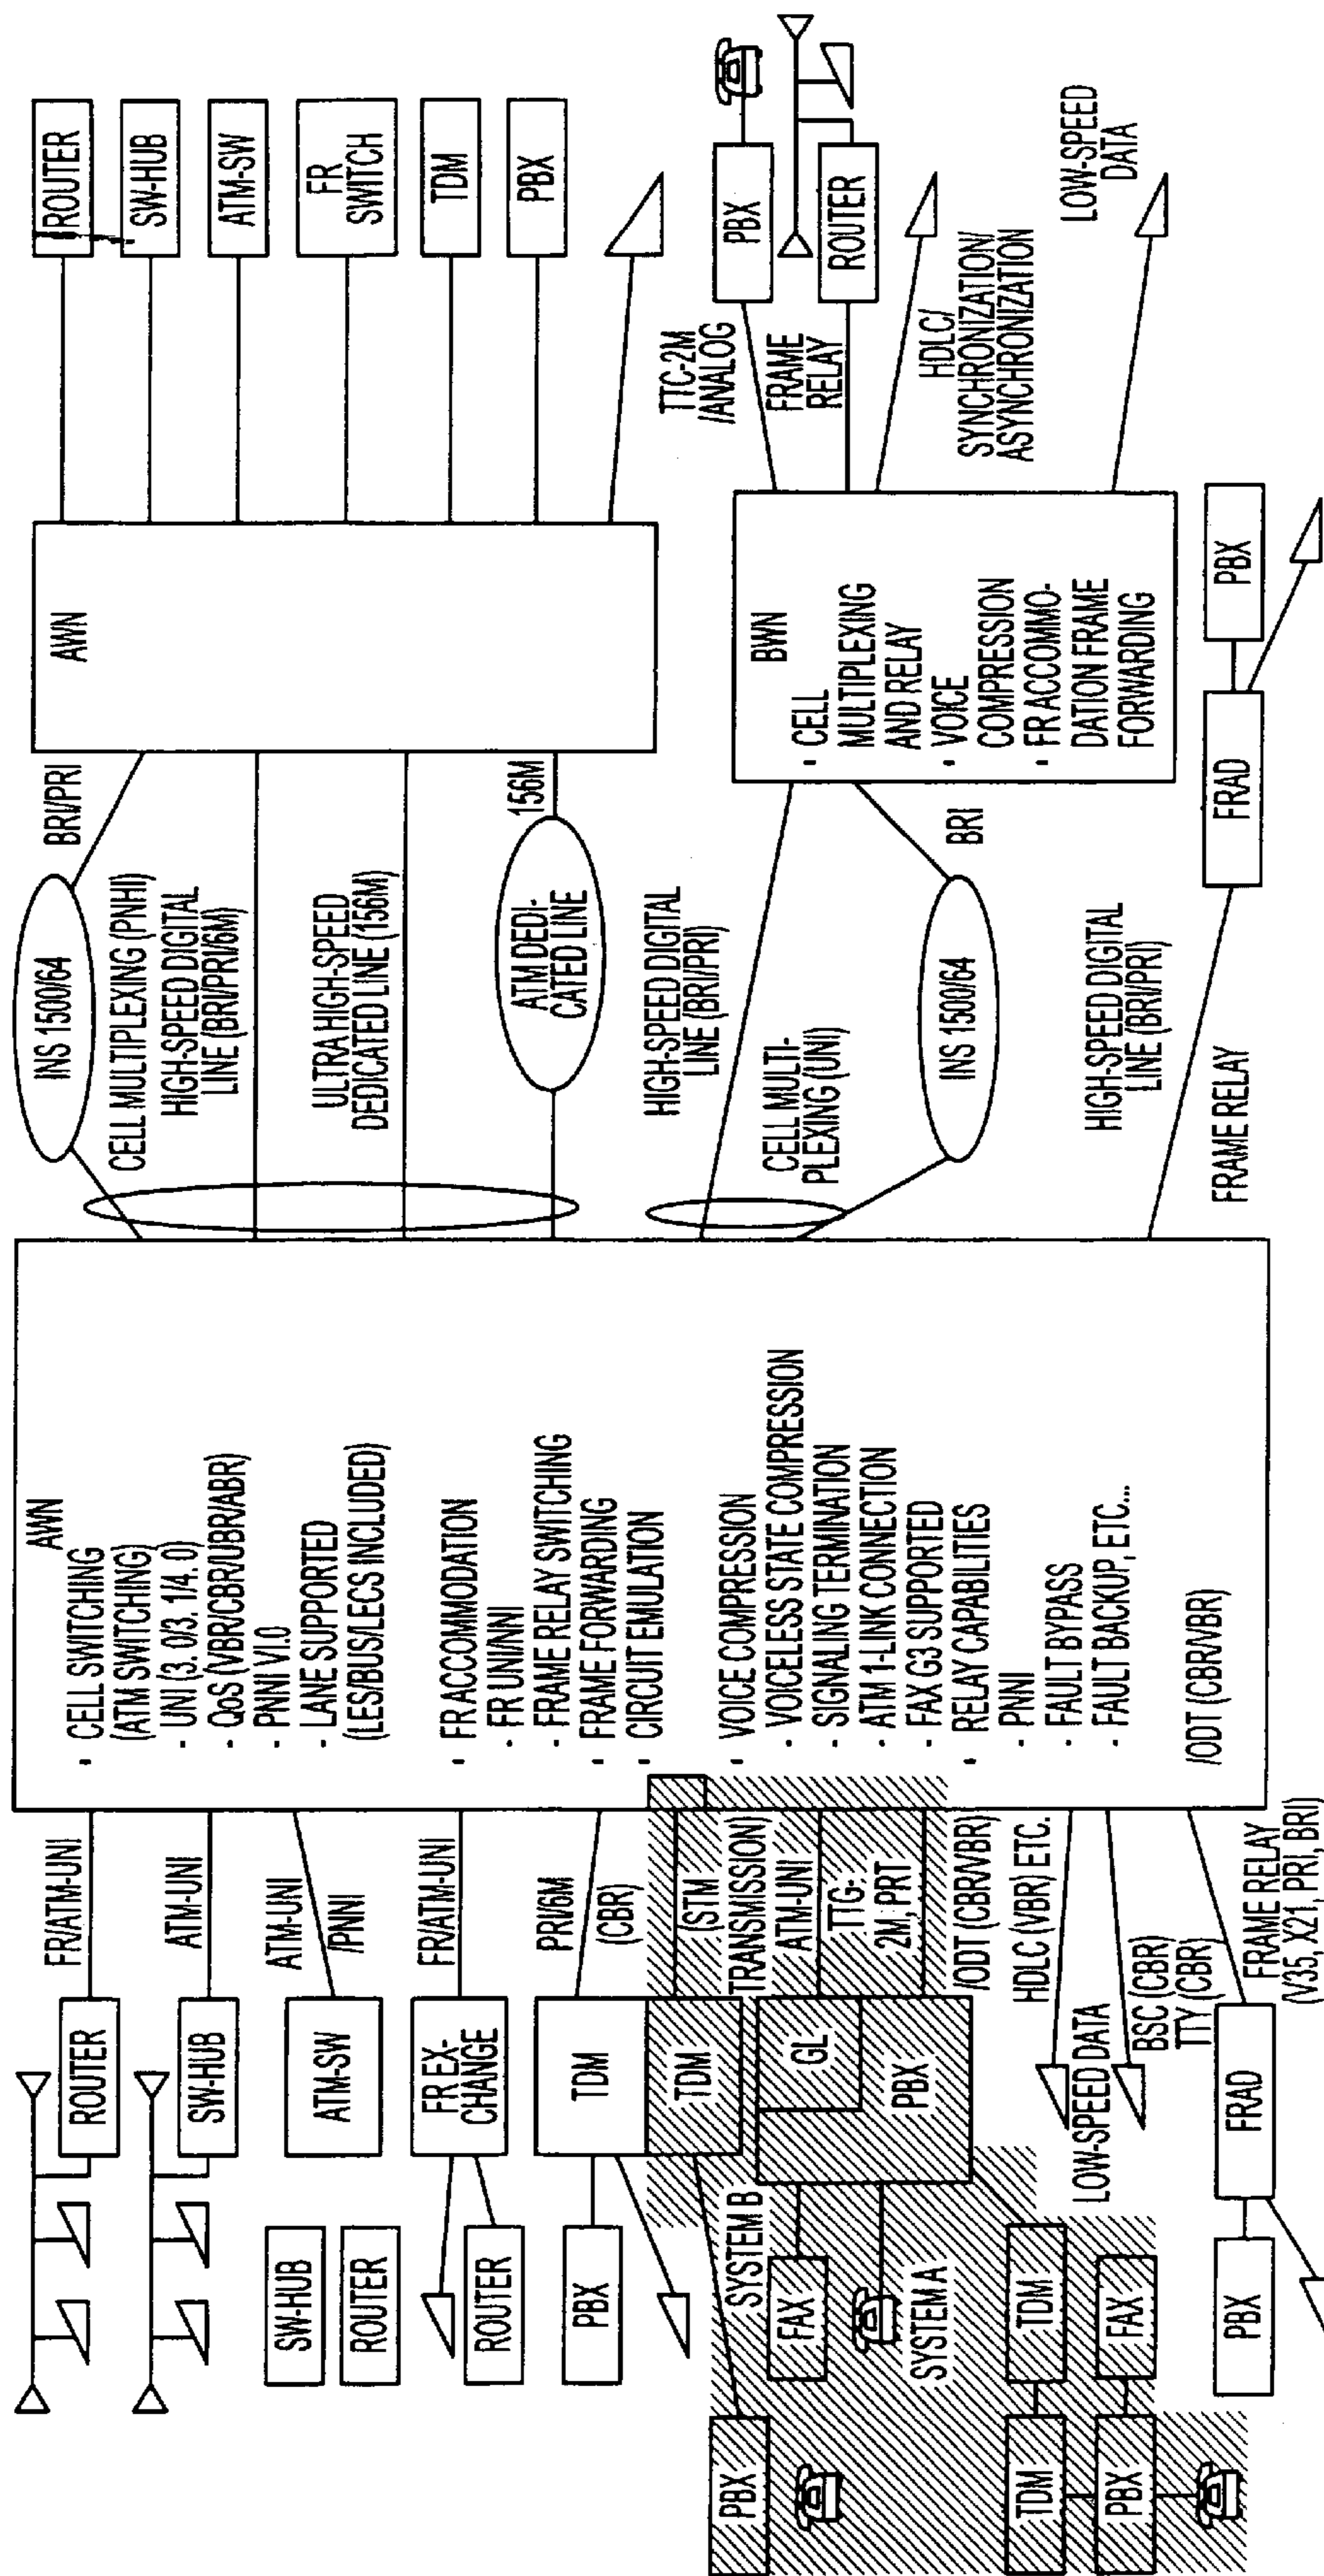 ROUTER
SW-HUB
FR/ATM-UNI
ATM-UNI
SW-HUB
ROUTER
ATM-SW
ATM-UNI
/PNNI
ROUTER
FR EX-
CHANGE
FR/ATM-UNI
PBX
TDM
PRI/6M
(CBR)
TDM
(STM
TRANSMISSION)
PBX
SYSTEM B
GL
PBX
ATM-UNI
TTG-
2M, PRT
/ODT (CBR/VBR)
FAX
SYSTEM A
TDM
TDM
FAX
PBX
HDLC (VBR) ETC.
LOW-SPEED DATA
BSC (CBR)
TTY (CBR)
PBX
FRAD
FRAME RELAY
(V35, X21, PRI, BRI)
AWN
- CELL SWITCHING
(ATM SWITCHING)
· UNI (3. 0/3. 1/4. 0)
· QoS (VBR/CBR/UBR/ABR)
· PNNI V1.0
· LANE SUPPORTED
(LES/BUS/LECS INCLUDED)
- FR ACCOMMODATION
· FR UNI/NNI
· FRAME RELAY SWITCHING
- FRAME FORWARDING
- CIRCUIT EMULATION
- VOICE COMPRESSION
· VOICELESS STATE COMPRESSION
· SIGNALING TERMINATION
· ATM 1-LINK CONNECTION
· FAX G3 SUPPORTED
- RELAY CAPABILITIES
· PNNI
· FAULT BYPASS
· FAULT BACKUP, ETC...
/ODT (CBR/VBR)
INS 1500/64
BRI/PRI
CELL MULTIPLEXING (PNHI)
HIGH-SPEED DIGITAL
LINE (BRI/PRI/6M)
ULTRA HIGH-SPEED
DEDICATED LINE (156M)
ATM DEDI-
CATED LINE
156M
HIGH-SPEED DIGITAL
LINE (BRI/PRI)
CELL MULTI-
PLEXING (UNI)
INS 1500/64
BRI
HIGH-SPEED DIGITAL
LINE (BRI/PRI)
FRAME RELAY
FRAD
PBX
AWN
ROUTER
SW-HUB
ATM-SW
FR
SWITCH
TDM
PBX
BWN
- CELL
MULTIPLEXING
AND RELAY
- VOICE
COMPRESSION
- FR ACCOMMO-
DATION FRAME
FORWARDING
TTC-2M
/ANALOG
PBX
FRAME
RELAY
ROUTER
HDLC/
SYNCHRONIZATION/
ASYNCHRONIZATION
LOW-SPEED
DATA